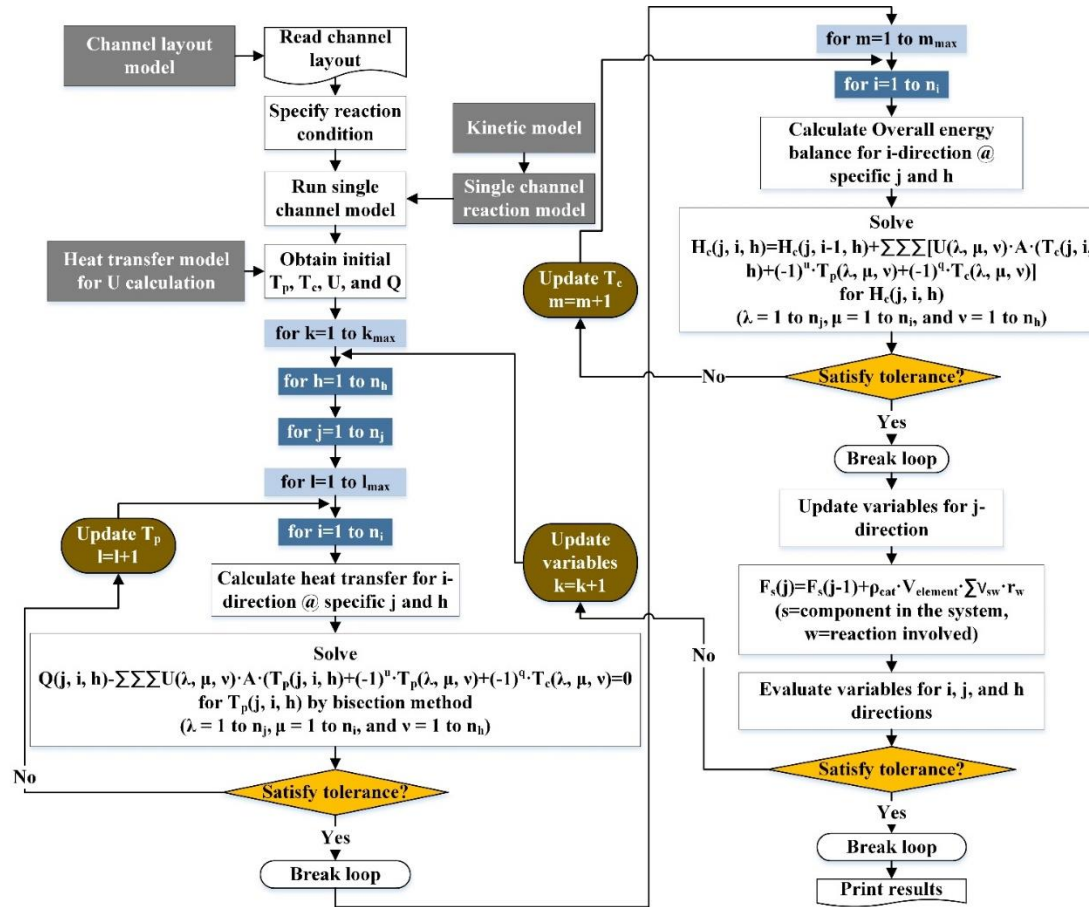 Channel layout
model
Read channel
layout
Specify reaction
condition
Kinetic model
Run single
channel model
Single channel
reaction model
Heat transfer model
for U calculation
Obtain initial
Tp, Tc, U, and Q
for k=1 to kmax
for h=1 to nh
for j=1 to nj
for l=1 to lmax
Update Tp
l=l+1
for i=1 to ni
Calculate heat transfer for i-
direction @ specific j and h
Solve
Q(j, i, h)-∑∑∑U(λ, μ, ν)·A·(Tp(j, i, h)+(-1)^u·Tp(λ, μ, ν)+(-1)^q·Tc(λ, μ, ν)=0
for Tp(j, i, h) by bisection method
(λ = 1 to nj, μ = 1 to ni, and ν = 1 to nh)
No
Satisfy tolerance?
Yes
Break loop
for m=1 to mmax
for i=1 to ni
Calculate Overall energy
balance for i-direction @
specific j and h
Update Tc
m=m+1
Solve
Hc(j, i, h)=Hc(j, i-1, h)+∑∑∑[U(λ, μ, ν)·A·(Tc(j, i,
h)+(-1)^u·Tp(λ, μ, ν)+(-1)^q·Tc(λ, μ, ν)]
for Hc(j, i, h)
(λ = 1 to nj, μ = 1 to ni, and ν = 1 to nh)
No
Satisfy tolerance?
Yes
Break loop
Update variables for j-
direction
Update
variables
k=k+1
Fs(j)=Fs(j-1)+ρcat·Velement·∑νsw·rw
(s=component in the system,
w=reaction involved)
No
Evaluate variables for i, j, and h
directions
Satisfy tolerance?
Yes
Break loop
Print results